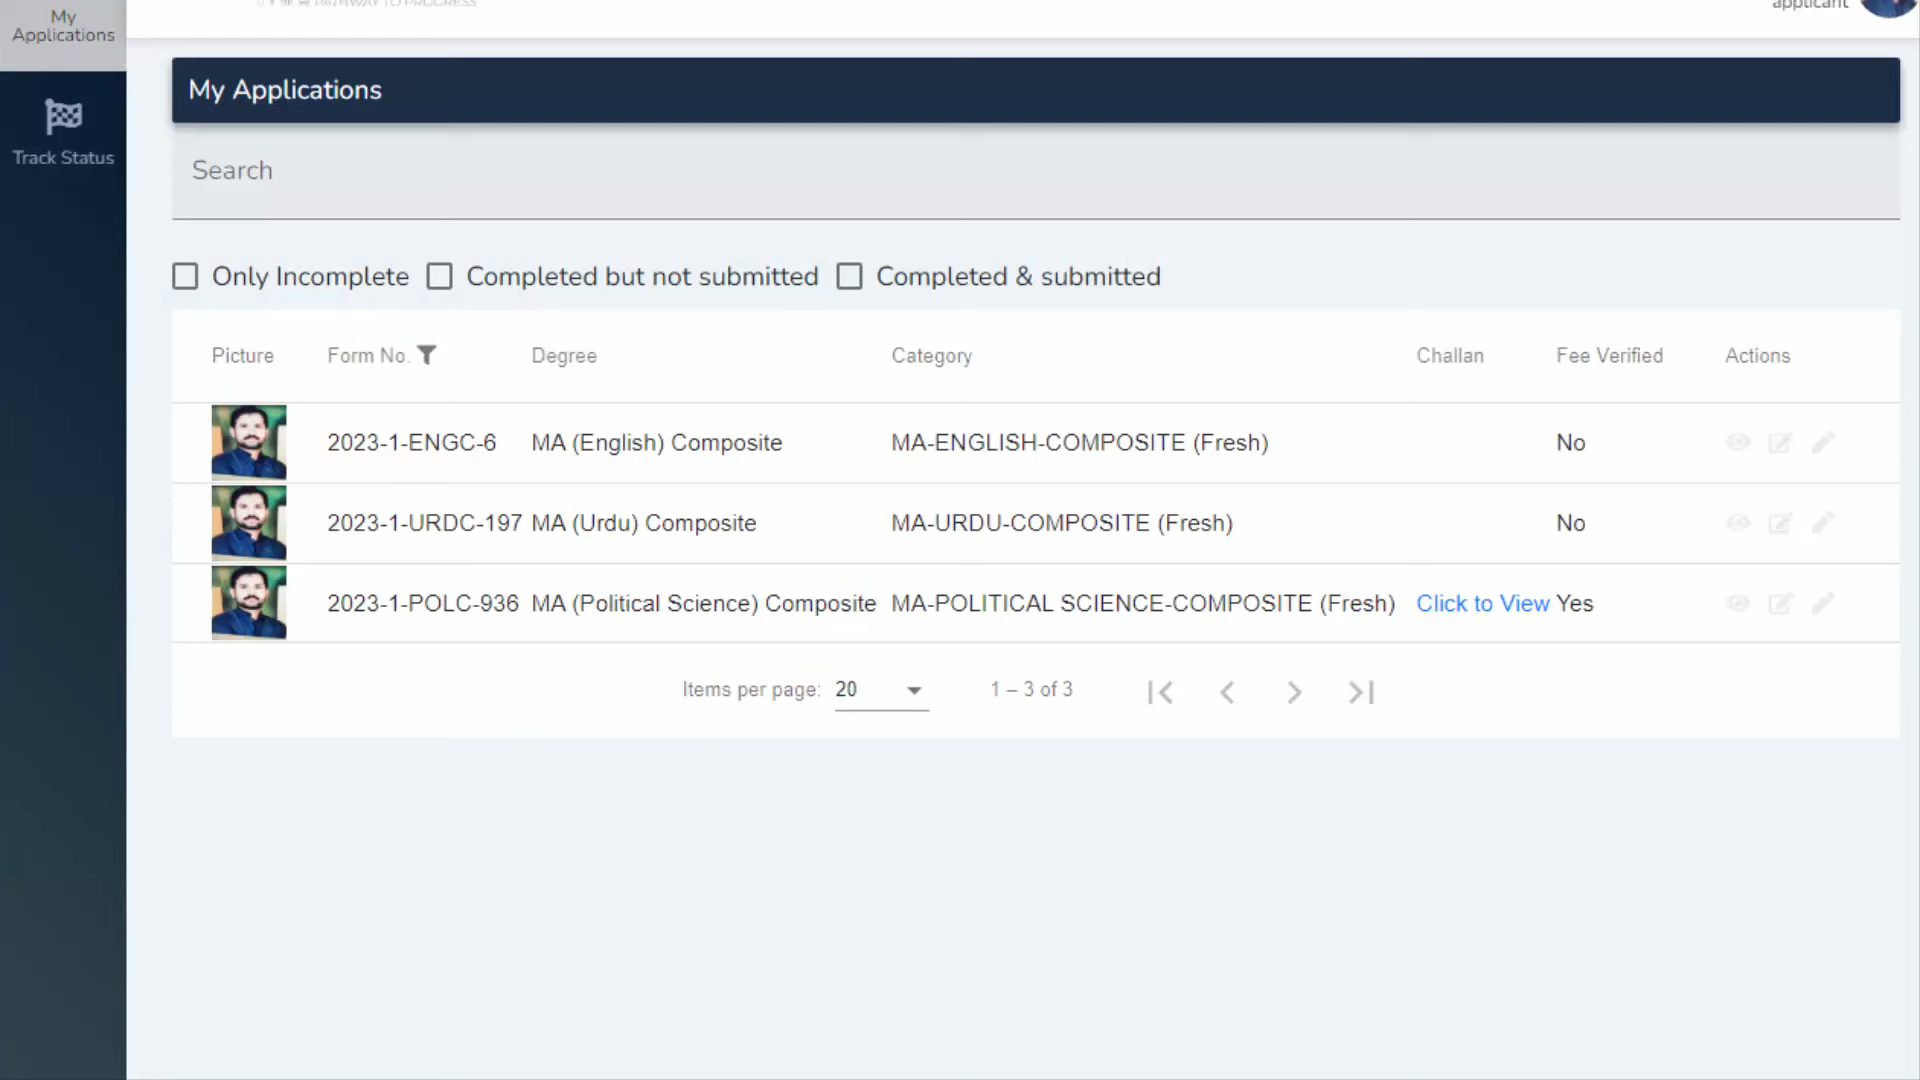 My
Applications
applicant
Track Status
My Applications
Search
Only Incomplete Completed but not submitted Completed & submitted
Picture Form No. Degree Category Challan Fee Verified Actions
2023-1-ENGC-6 MA (English) Composite MA-ENGLISH-COMPOSITE (Fresh) No
2023-1-URDC-197 MA (Urdu) Composite MA-URDU-COMPOSITE (Fresh) No
2023-1-POLC-936 MA (Political Science) Composite MA-POLITICAL SCIENCE-COMPOSITE (Fresh) Click to View Yes
Items per page: 20 1 – 3 of 3